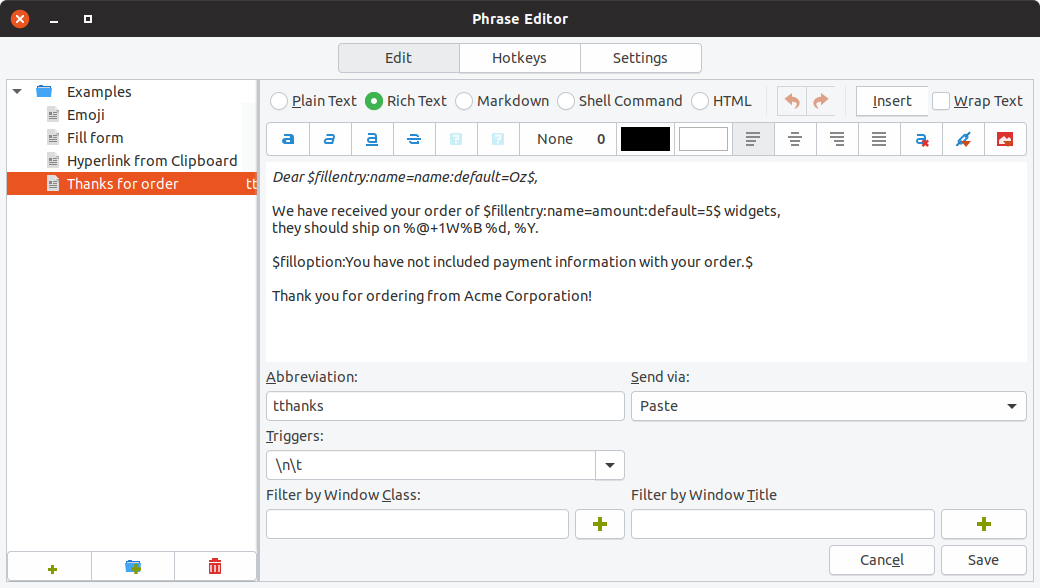 Phrase Editor
Edit Hotkeys Settings
Examples
Emoji
Fill form
Hyperlink from Clipboard
Thanks for order tt
Plain Text Rich Text Markdown Shell Command HTML Insert Wrap Text
a a a S ? ? None 0 a
Dear $fillentry:name=name:default=Oz$,
We have received your order of $fillentry:name=amount:default=5$ widgets,
they should ship on %@+1W%B %d, %Y.
$filloption:You have not included payment information with your order.$
Thank you for ordering from Acme Corporation!
Abbreviation: Send via:
tthanks Paste
Triggers:
\n\t
Filter by Window Class: Filter by Window Title
Cancel Save